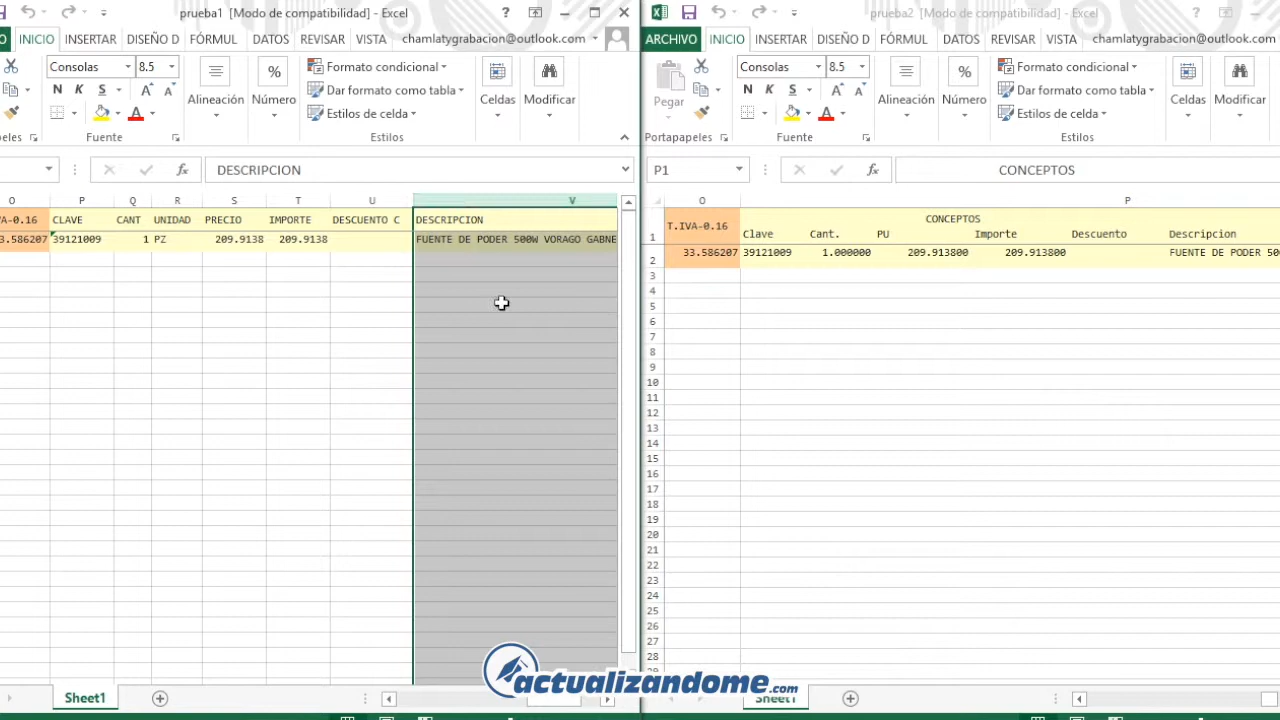 prueba1 [Modo de compatibilidad] - Excel
INICIO INSERTAR DISEÑO D FÓRMUL DATOS REVISAR VISTA chamlatygrabacion@outlook.com
Consolas 8.5
N K S
Fuente
Alineación
Número
Formato condicional
Dar formato como tabla
Estilos de celda
Estilos
Celdas
Modificar
DESCRIPCION
O P Q R S T U V
VA-0.16 CLAVE CANT UNIDAD PRECIO IMPORTE DESCUENTO C DESCRIPCION
3.586207 39121009 1 PZ 209.9138 209.9138 FUENTE DE PODER 500W VORAGO GABNE
Sheet1
prueba2 [Modo de compatibilidad] - Excel
ARCHIVO INICIO INSERTAR DISEÑO D FÓRMUL DATOS REVISAR VISTA chamlatygrabacion@outlook.com
Pegar
Portapapeles
Consolas 8.5
N K S
Fuente
Alineación
Número
Formato condicional
Dar formato como tabla
Estilos de celda
Estilos
Celdas
Modificar
P1 CONCEPTOS
O P
1 T.IVA-0.16 CONCEPTOS
Clave Cant. PU Importe Descuento Descripcion
2 33.586207 39121009 1.000000 209.913800 209.913800 FUENTE DE PODER 50
3
4
5
6
7
8
9
10
11
12
13
14
15
16
17
18
19
20
21
22
23
24
25
26
27
28
29
Sheet1
actualizandome.com